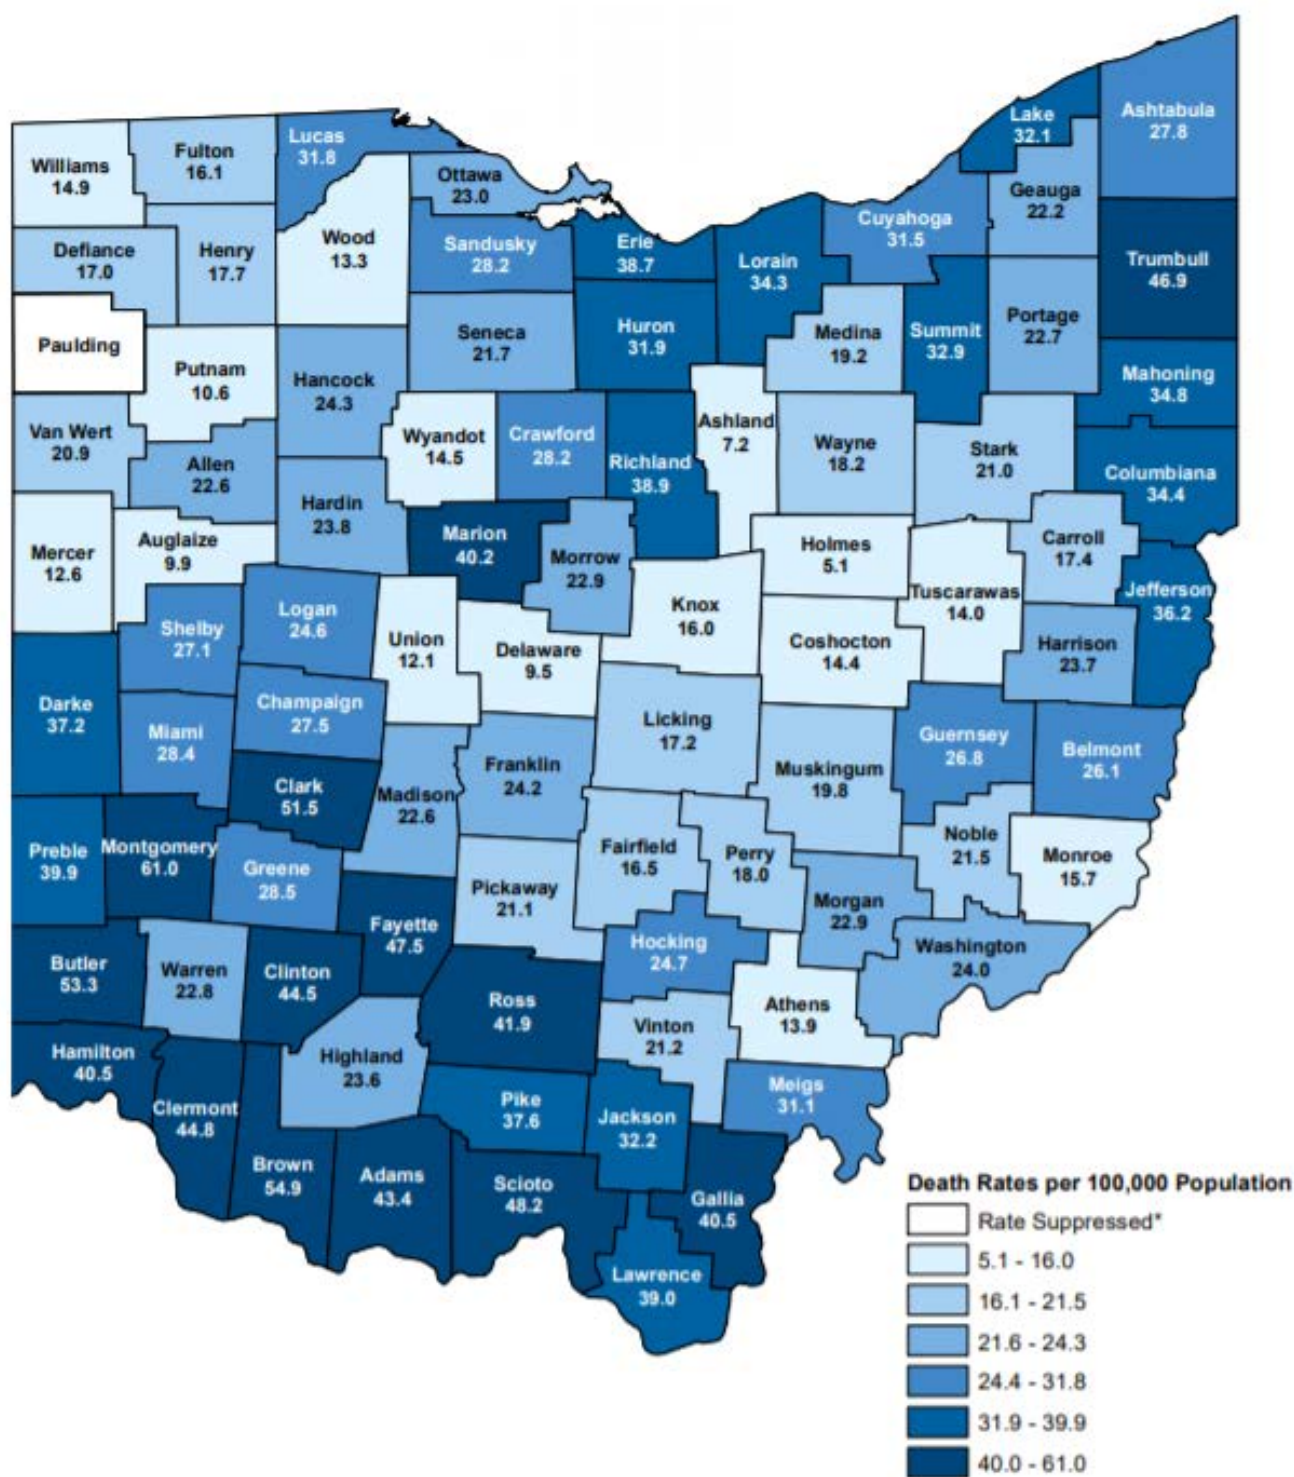 Lake
32.1
Ashtabula
27.8
Lucas
31.8
Fulton
16.1
Williams
14.9
Ottawa
23.0
Geauga
22.2
Cuyahoga
31.5
Wood
13.3
Sandusky
28.2
Erie
38.7
Defiance
17.0
Henry
17.7
Lorain
34.3
Trumbull
46.9
Paulding
Seneca
21.7
Huron
31.9
Medina
19.2
Summit
32.9
Portage
22.7
Putnam
10.6
Hancock
24.3
Mahoning
34.8
Van Wert
20.9
Allen
22.6
Wyandot
14.5
Crawford
28.2
Richland
38.9
Ashland
7.2
Wayne
18.2
Stark
21.0
Columbiana
34.4
Hardin
23.8
Marion
40.2
Morrow
22.9
Holmes
5.1
Carroll
17.4
Mercer
12.6
Auglaize
9.9
Tuscarawas
14.0
Jefferson
36.2
Shelby
27.1
Logan
24.6
Union
12.1
Delaware
9.5
Knox
16.0
Coshocton
14.4
Harrison
23.7
Darke
37.2
Miami
28.4
Champaign
27.5
Licking
17.2
Guernsey
26.8
Belmont
26.1
Clark
51.5
Madison
22.6
Franklin
24.2
Muskingum
19.8
Preble
39.9
Montgomery
61.0
Greene
28.5
Fairfield
16.5
Perry
18.0
Noble
21.5
Monroe
15.7
Pickaway
21.1
Fayette
47.5
Morgan
22.9
Hocking
24.7
Washington
24.0
Butler
53.3
Warren
22.8
Clinton
44.5
Ross
41.9
Athens
13.9
Vinton
21.2
Hamilton
40.5
Highland
23.6
Meigs
31.1
Clermont
44.8
Pike
37.6
Jackson
32.2
Brown
54.9
Adams
43.4
Scioto
48.2
Gallia
40.5
Lawrence
39.0
Death Rates per 100,000 Population
Rate Suppressed*
5.1 - 16.0
16.1 - 21.5
21.6 - 24.3
24.4 - 31.8
31.9 - 39.9
40.0 - 61.0